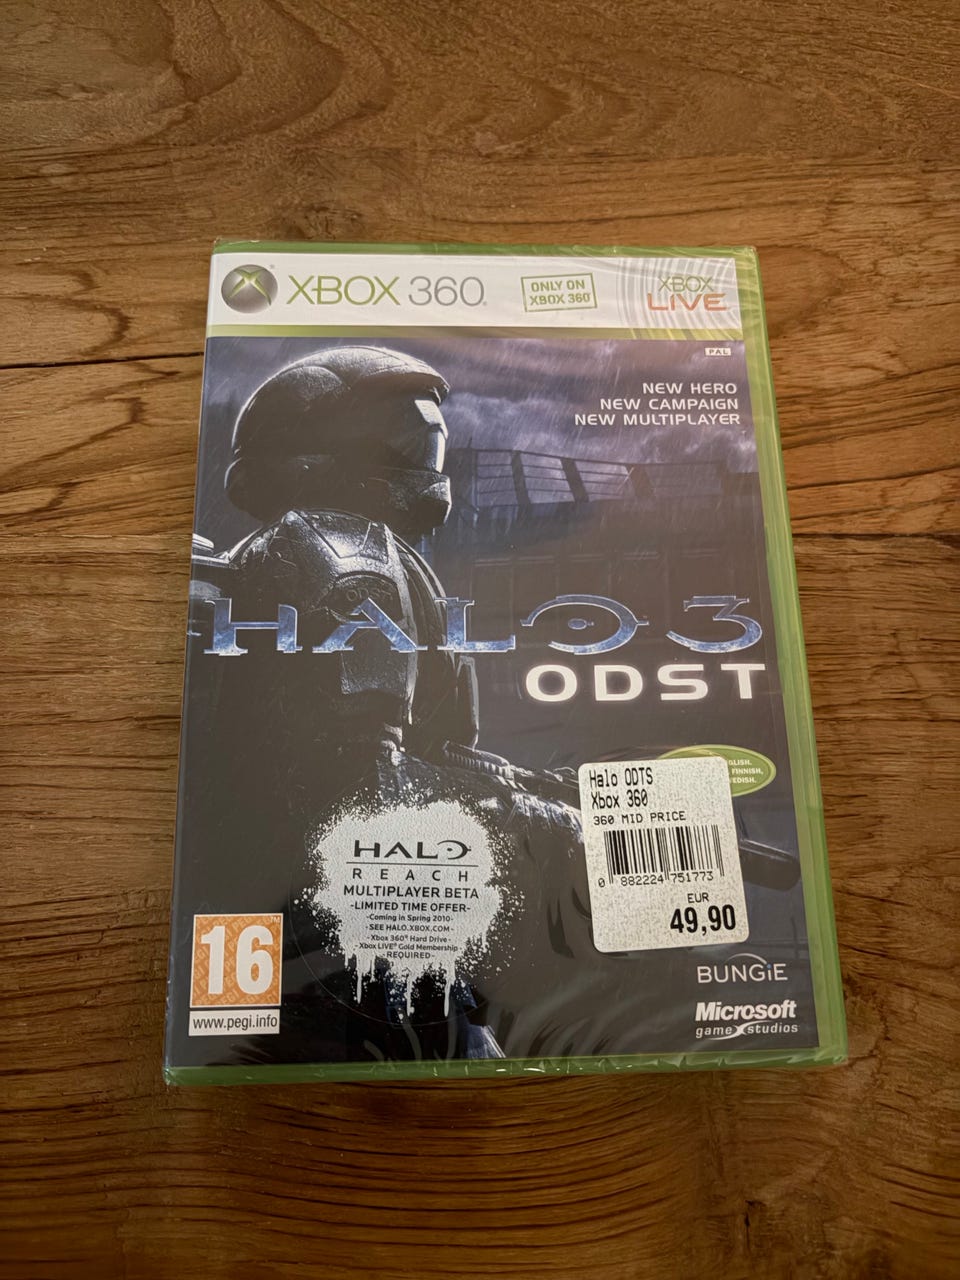 XBOX 360
ONLY ON
XBOX 360
XBOX
LIVE
PAL
NEW HERO
NEW CAMPAIGN
NEW MULTIPLAYER
ODST
HALO 3
ODST
GLISH.
FINNISH,
EDISH.
Halo ODTS
Xbox 360
360 MID PRICE
0 882224 751773
EUR
49,90
HALO
REACH
MULTIPLAYER BETA
-LIMITED TIME OFFER-
-Coming in Spring 2010-
-SEE HALO.XBOX.COM-
-Xbox 360® Hard Drive-
-Xbox LIVE® Gold Membership-
-REQUIRED-
16
www.pegi.info
BUNGiE
Microsoft
game studios